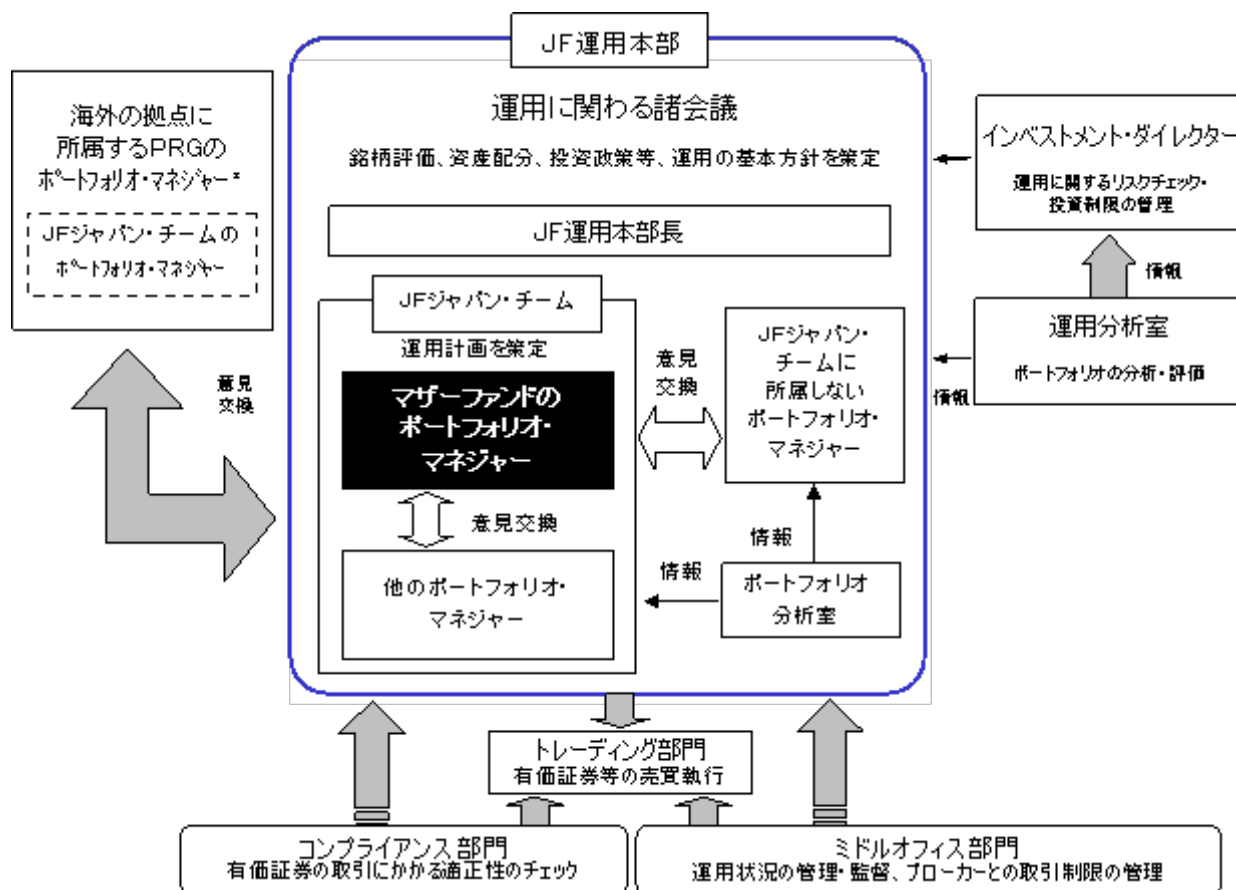 JF運用本部
運用に関わる諸会議
銘柄評価、資産配分、投資政策等、運用の基本方針を策定
JF運用本部長
海外の拠点に
所属するPRGの
ポートフォリオ・マネジャー*
JFジャパン・チームの
ポートフォリオ・マネジャー
意見
交換
JFジャパン・チーム
運用計画を策定
マザーファンドの
ポートフォリオ・
マネジャー
意見交換
他のポートフォリオ・
マネジャー
意見
交換
JFジャパン・
チームに
所属しない
ポートフォリオ・
マネジャー
情報
情報
ポートフォリオ
分析室
インベストメント・ダイレクター
運用に関するリスクチェック・
投資制限の管理
情報
運用分析室
ポートフォリオの分析・評価
情報
トレーディング部門
有価証券等の売買執行
コンプライアンス部門
有価証券の取引にかかる適正性のチェック
ミドルオフィス部門
運用状況の管理・監督、ブローカーとの取引制限の管理